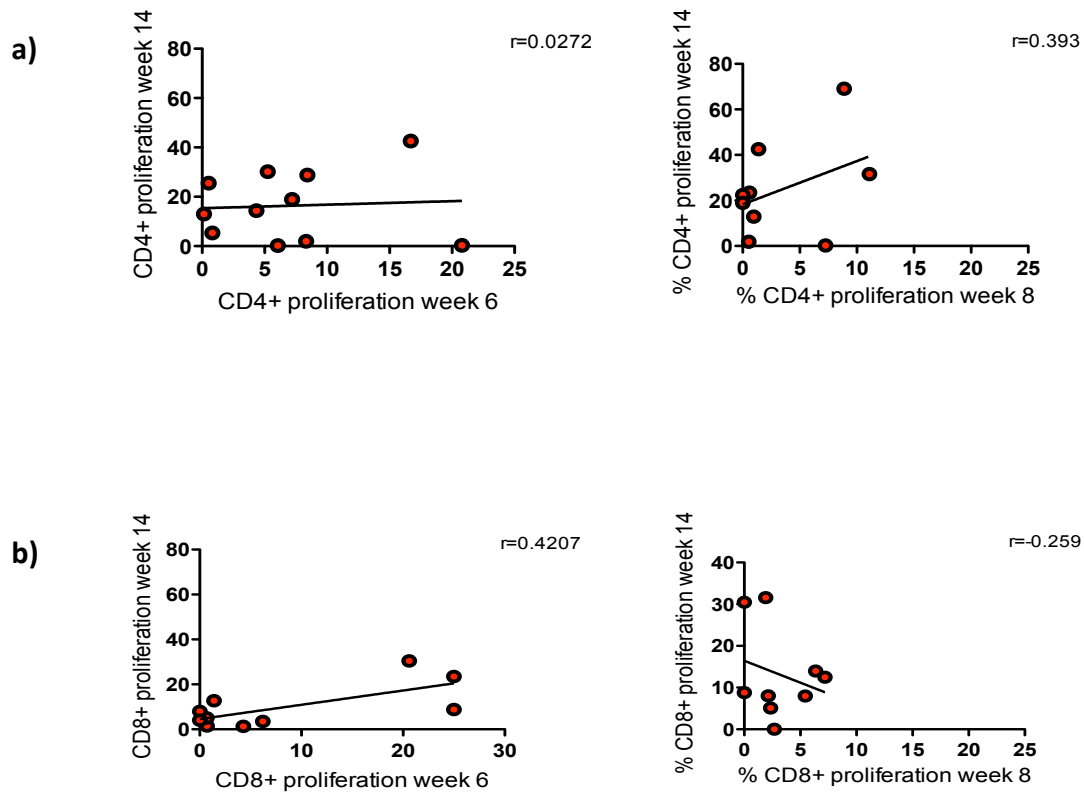 a)
r=0.0272
CD4+ proliferation week 14
80
60
40
20
0
0 5 10 15 20 25
CD4+ proliferation week 6
r=0.393
% CD4+ proliferation week 14
80
60
40
20
0
0 5 10 15 20 25
% CD4+ proliferation week 8
b)
r=0.4207
CD8+ proliferation week 14
80
60
40
20
0
0 10 20 30
CD8+ proliferation week 6
r=-0.259
% CD8+ proliferation week 14
40
30
20
10
0
0 5 10 15 20 25
% CD8+ proliferation week 8